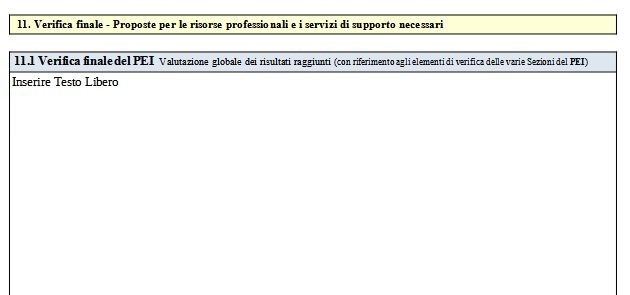 11. Verifica finale - Proposte per le risorse professionali e i servizi di supporto necessari
11.1 Verifica finale del PEI Valutazione globale dei risultati raggiunti (con riferimento agli elementi di verifica delle varie Sezioni del PEI)
Inserire Testo Libero